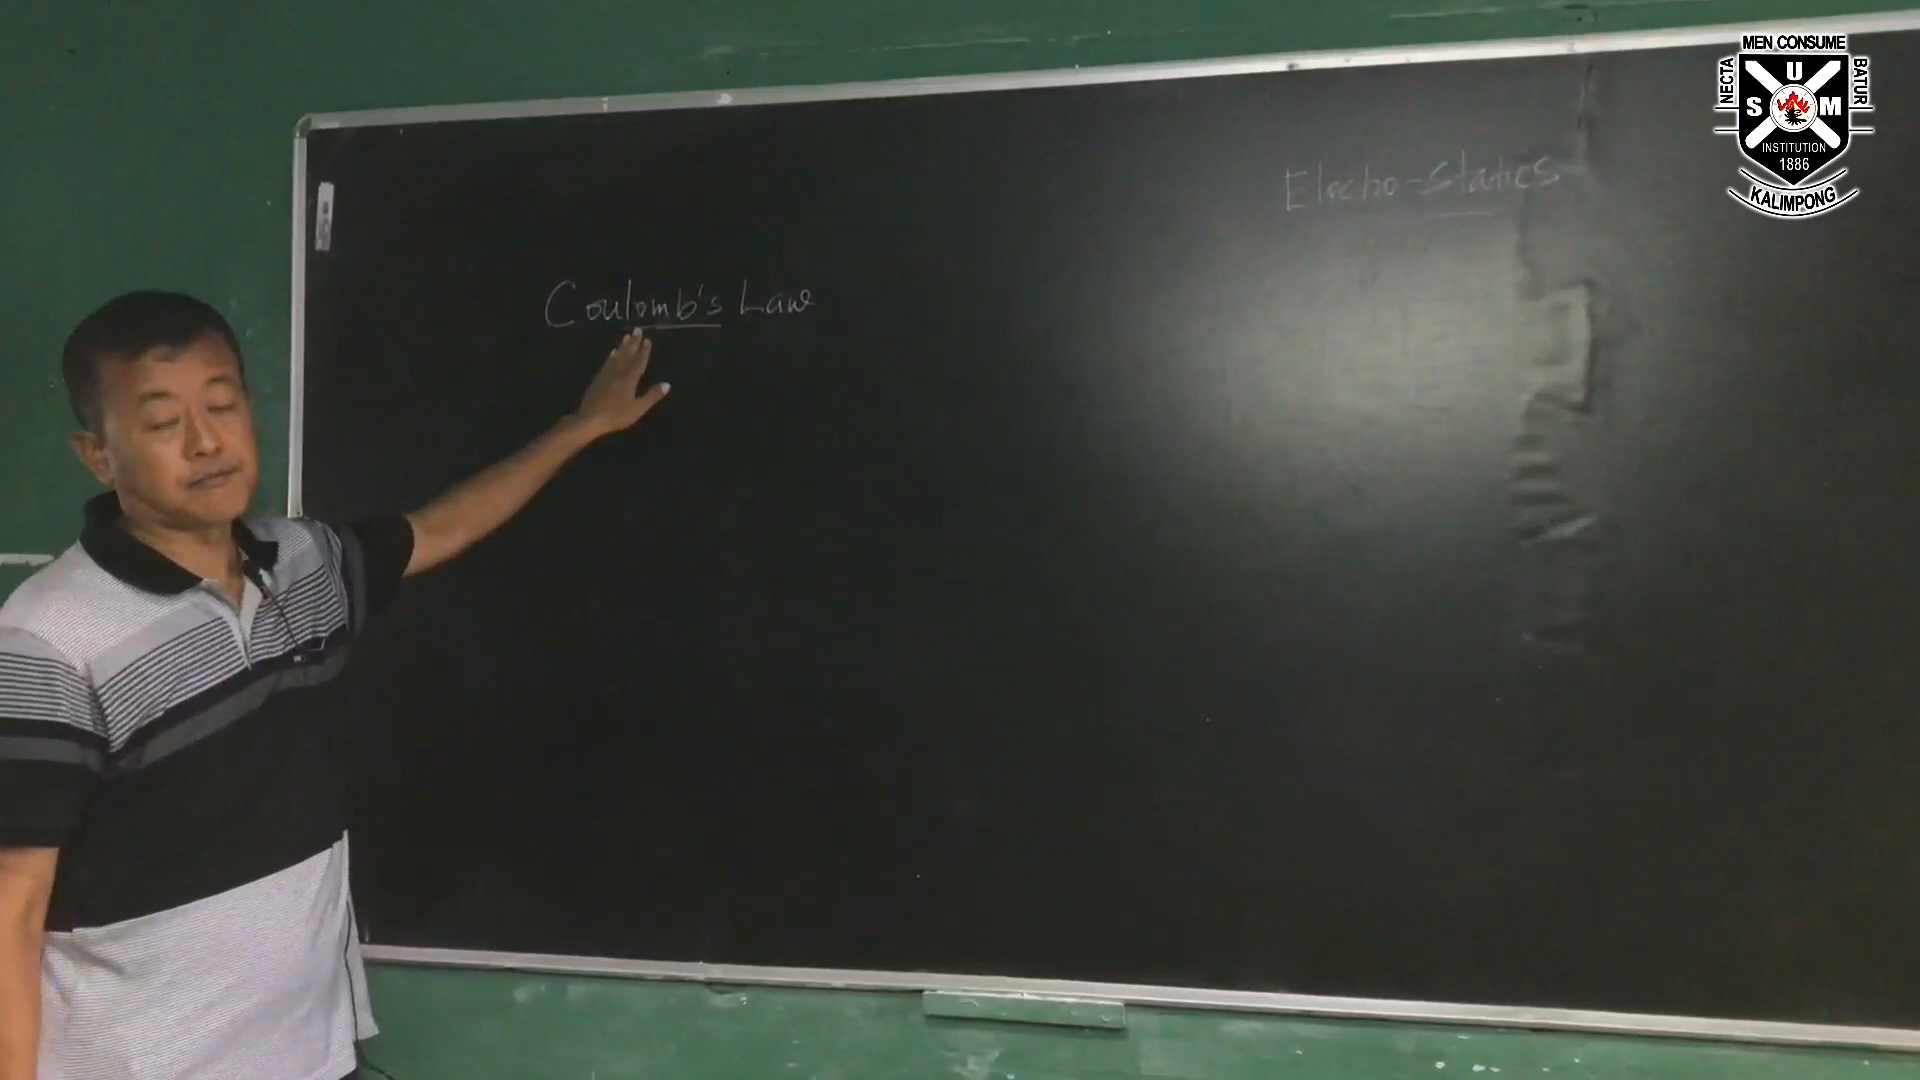 MEN CONSUME
NECTA
BATUR
S U M
INSTITUTION
1886
KALIMPONG
Electro-statics
Coulomb's Law